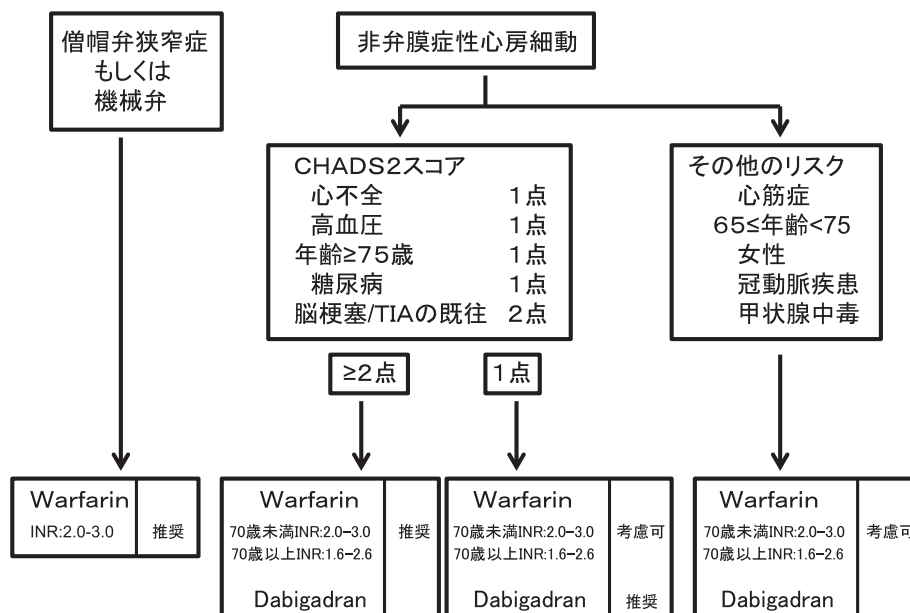 僧帽弁狭窄症
もしくは
機械弁
非弁膜症性心房細動
CHADS2スコア
心不全 1点
高血圧 1点
年齢≥75歳 1点
糖尿病 1点
脳梗塞/TIAの既往 2点
その他のリスク
心筋症
65≤年齢<75
女性
冠動脈疾患
甲状腺中毒
≥2点
1点
Warfarin
INR:2.0-3.0 推奨
Warfarin
70歳未満INR:2.0-3.0 推奨
70歳以上INR:1.6-2.6
Dabigadran
Warfarin
70歳未満INR:2.0-3.0 考慮可
70歳以上INR:1.6-2.6
Dabigadran 推奨
Warfarin
70歳未満INR:2.0-3.0 考慮可
70歳以上INR:1.6-2.6
Dabigadran